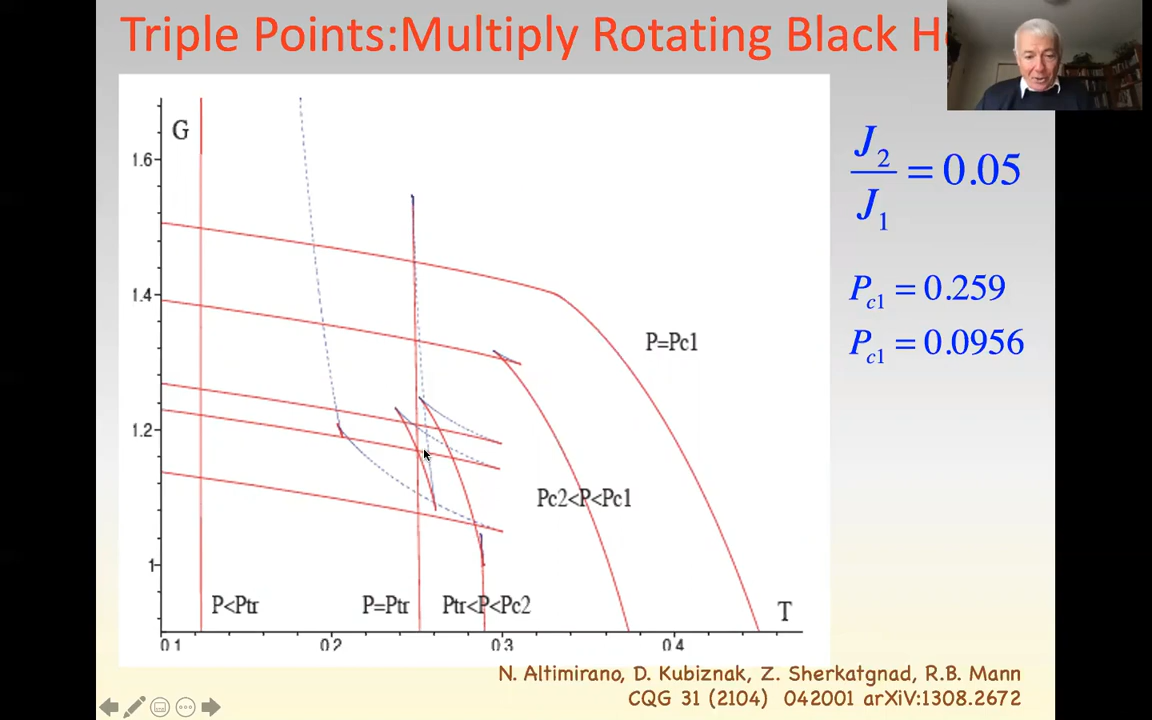 Triple Points:Multiply Rotating Black
G
1.6
1.4
1.2
1
0.1
0.2
0.3
0.4
T
P=Pc1
Pc2<P<Pc1
P<Ptr
P=Ptr
Ptr<P<Pc2
J2/J1 = 0.05
Pc1 = 0.259
Pc1 = 0.0956
N. Altimirano, D. Kubiznak, Z. Sherkatgnad, R.B. Mann
CQG 31 (2104) 042001 arXiV:1308.2672